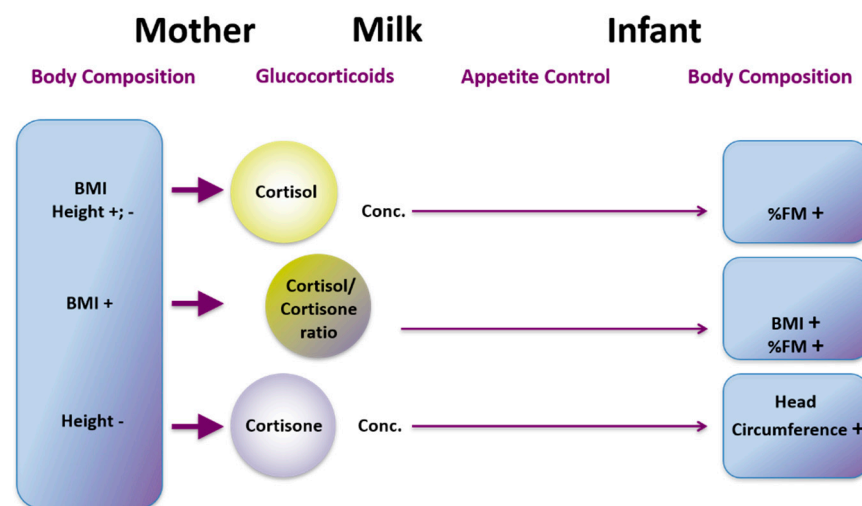 Mother Milk Infant
Body Composition Glucocorticoids Appetite Control Body Composition
BMI
Height +; -
Cortisol
Conc.
%FM +
BMI +
Cortisol/
Cortisone
ratio
BMI +
%FM +
Height -
Cortisone
Conc.
Head
Circumference +